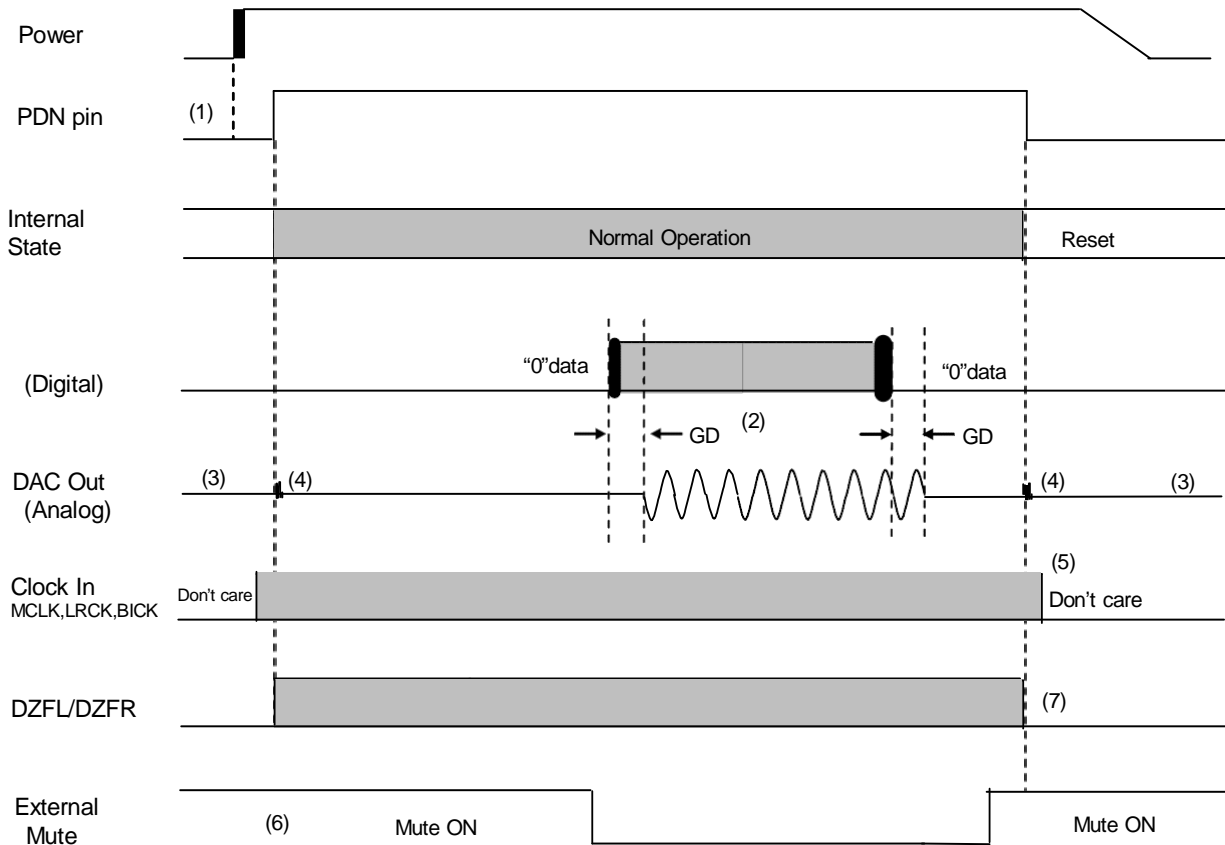 Power
PDN pin
(1)
Internal
State
Normal Operation
Reset
(Digital)
“0”data
“0”data
(2)
GD
GD
DAC Out
(Analog)
(3)
(4)
(4)
(3)
Clock In
MCLK,LRCK,BICK
Don’t care
(5)
Don’t care
DZFL/DZFR
(7)
External
Mute
(6)
Mute ON
Mute ON